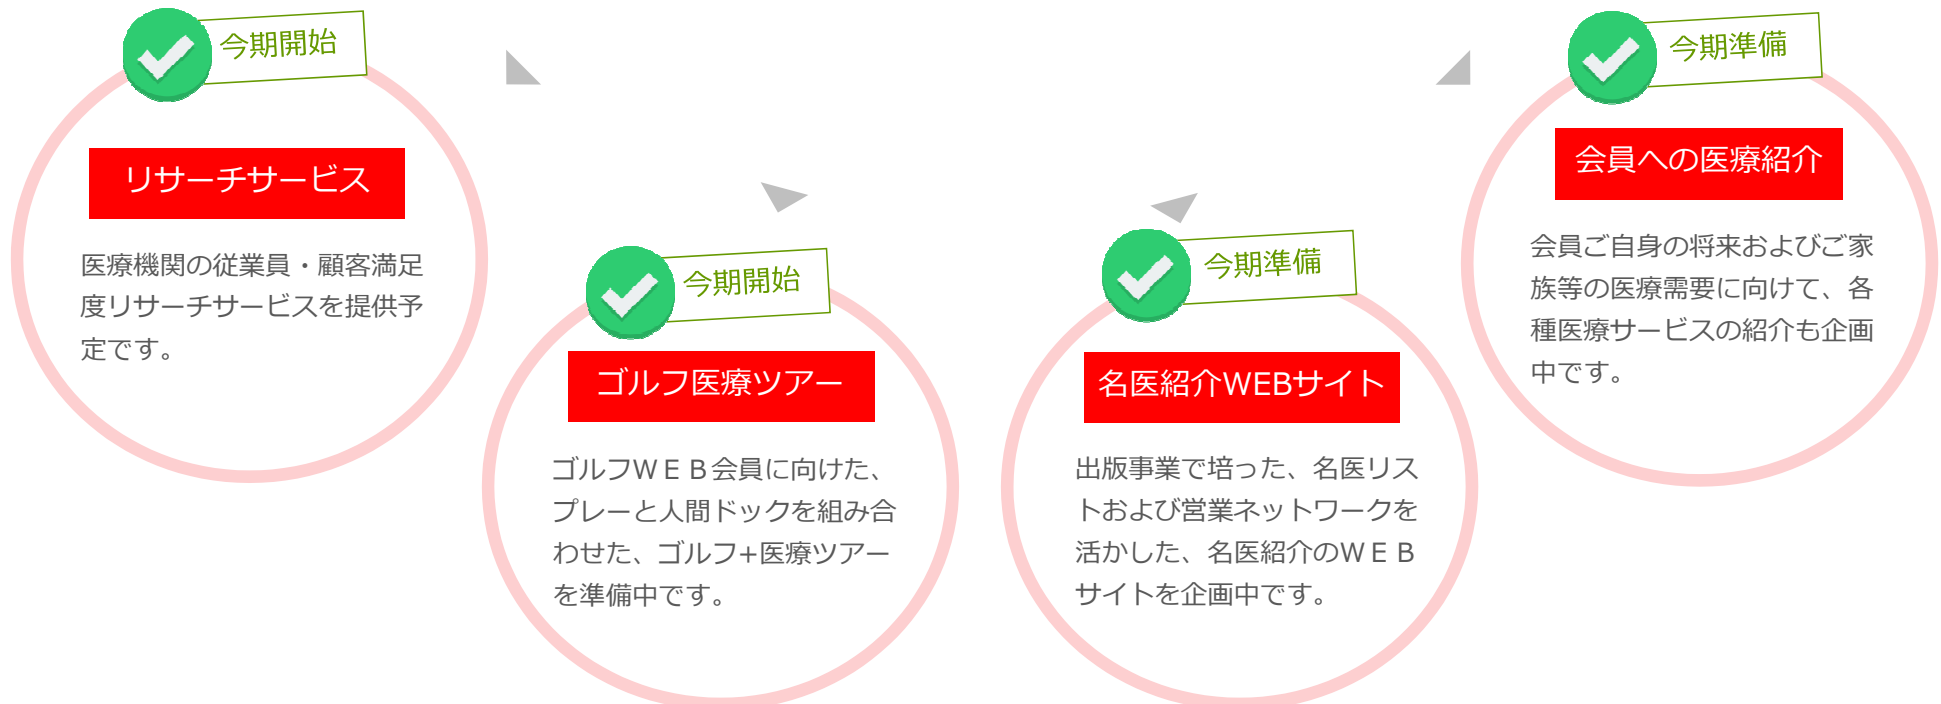 今期開始
リサーチサービス
医療機関の従業員・顧客満足
度リサーチサービスを提供予
定です。
今期開始
ゴルフ医療ツアー
ゴルフＷＥＢ会員に向けた、
プレーと人間ドックを組み合
わせた、ゴルフ+医療ツアー
を準備中です。
今期準備
名医紹介WEBサイト
出版事業で培った、名医リス
トおよび営業ネットワークを
活かした、名医紹介のＷＥＢ
サイトを企画中です。
今期準備
会員への医療紹介
会員ご自身の将来およびご家
族等の医療需要に向けて、各
種医療サービスの紹介も企画
中です。